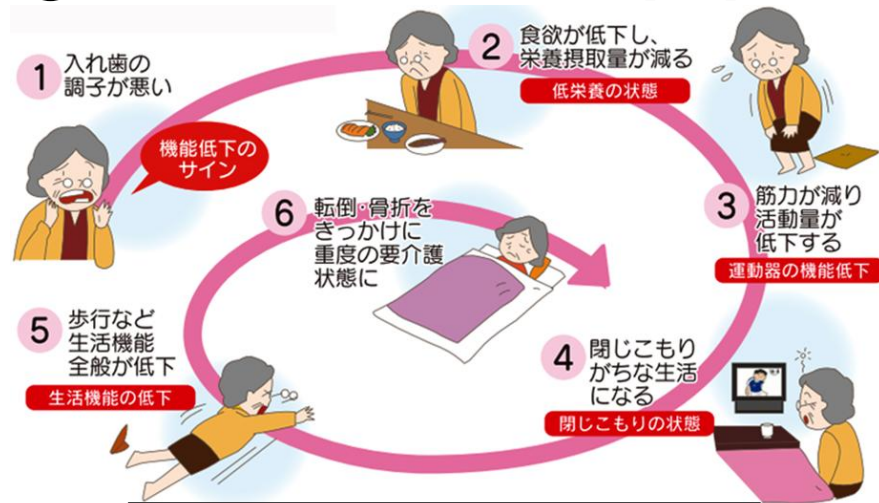 1
入れ歯の
調子が悪い
機能低下の
サイン
2
食欲が低下し、
栄養摂取量が減る
低栄養の状態
3
筋力が減り
活動量が
低下する
運動器の機能低下
4
閉じこもり
がちな生活
になる
閉じこもりの状態
5
歩行など
生活機能
全般が低下
生活機能の低下
6
転倒・骨折を
きっかけに
重度の要介護
状態に